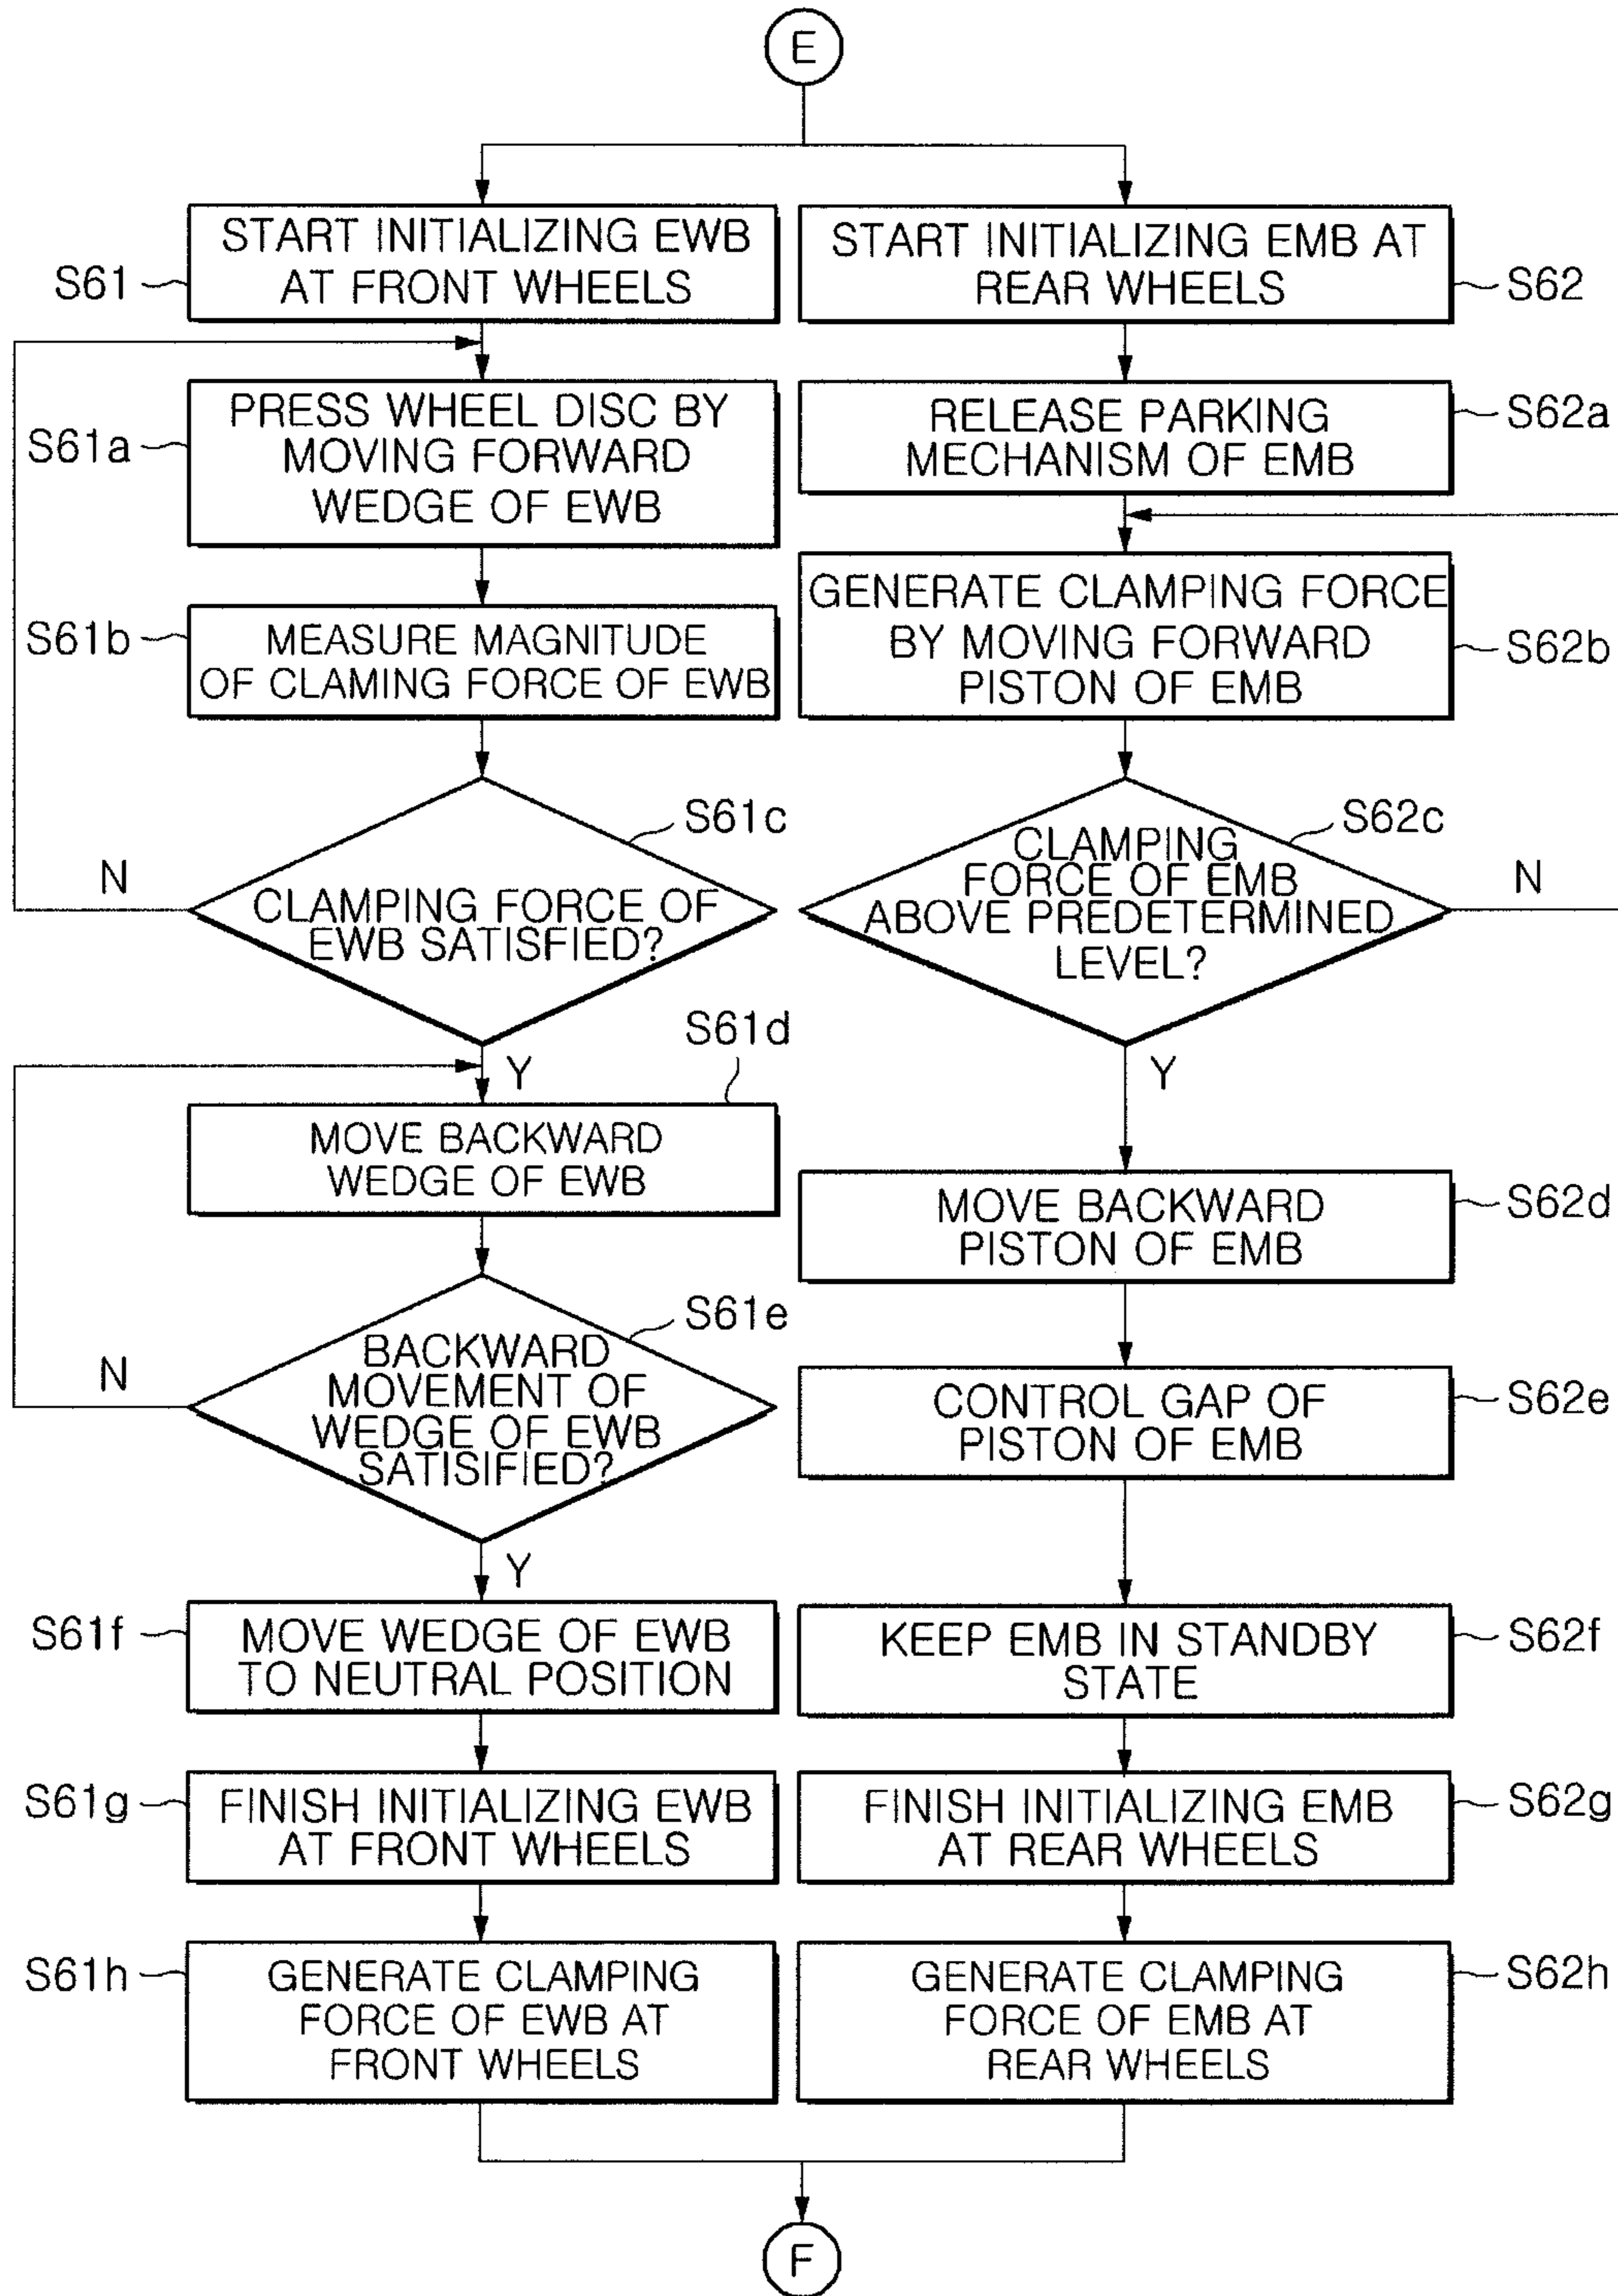 E
START INITIALIZING EWB
AT FRONT WHEELS
S61
START INITIALIZING EMB AT
REAR WHEELS
S62
PRESS WHEEL DISC BY
MOVING FORWARD
WEDGE OF EWB
S61a
RELEASE PARKING
MECHANISM OF EMB
S62a
MEASURE MAGNITUDE
OF CLAMING FORCE OF EWB
S61b
GENERATE CLAMPING FORCE
BY MOVING FORWARD
PISTON OF EMB
S62b
S61c
CLAMPING FORCE OF
EWB SATISFIED?
N
Y
S62c
CLAMPING
FORCE OF EMB
ABOVE PREDETERMINED
LEVEL?
N
Y
S61d
MOVE BACKWARD
WEDGE OF EWB
MOVE BACKWARD
PISTON OF EMB
S62d
S61e
BACKWARD
MOVEMENT OF
WEDGE OF EWB
SATISIFIED?
N
Y
CONTROL GAP OF
PISTON OF EMB
S62e
S61f
MOVE WEDGE OF EWB
TO NEUTRAL POSITION
KEEP EMB IN STANDBY
STATE
S62f
S61g
FINISH INITIALIZING EWB
AT FRONT WHEELS
FINISH INITIALIZING EMB
AT REAR WHEELS
S62g
S61h
GENERATE CLAMPING
FORCE OF EWB AT
FRONT WHEELS
GENERATE CLAMPING
FORCE OF EMB AT
REAR WHEELS
S62h
F